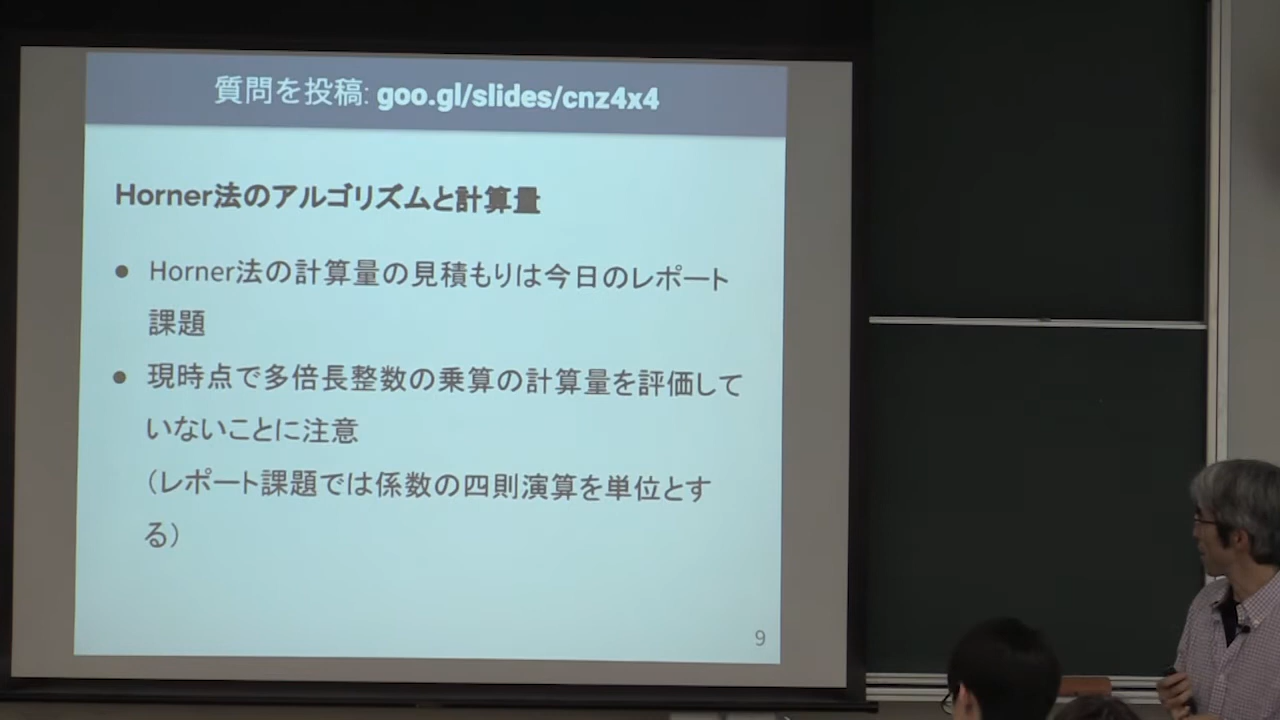 質問を投稿: goo.gl/slides/cnz4x4
Horner法のアルゴリズムと計算量
● Horner法の計算量の見積もりは今日のレポート
課題
● 現時点で多倍長整数の乗算の計算量を評価して
いないことに注意
（レポート課題では係数の四則演算を単位とす
る）
9